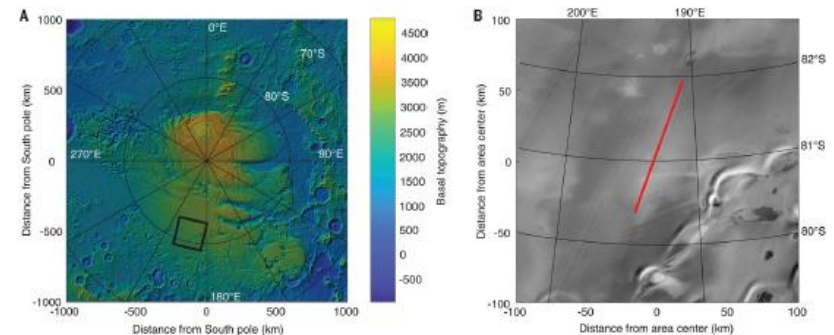 A
1000
500
0
-500
-1000
-1000
-500
0
500
1000
Distance from South pole (km)
Distance from South pole (km)
0°E
70°S
80°S
90°E
180°E
270°E
4500
4000
3500
3000
2500
2000
1500
1000
500
0
-500
Basal topography (m)
B
200°E
190°E
100
50
0
-50
-100
-100
-50
0
50
100
Distance from area center (km)
Distance from area center (km)
82°S
81°S
80°S